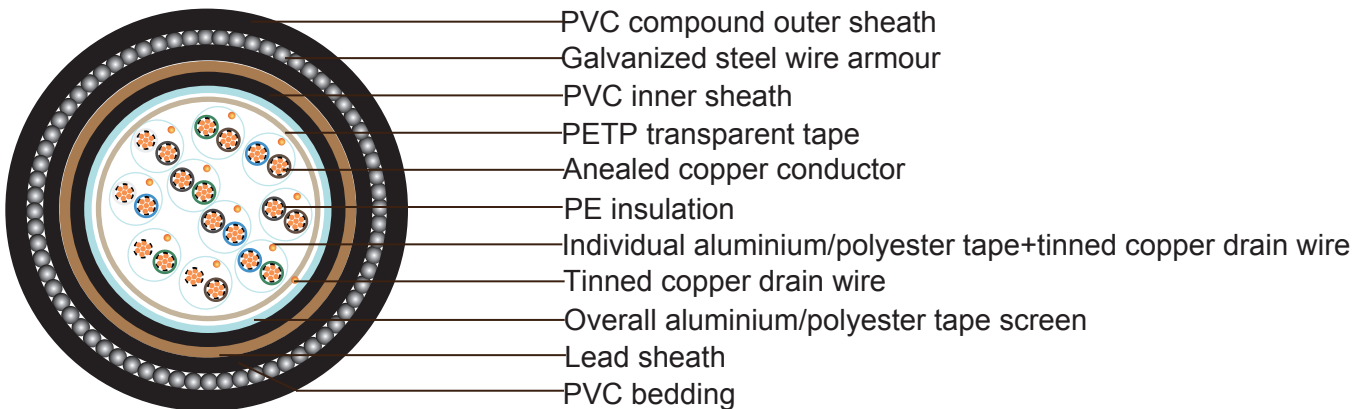 PVC compound outer sheath
Galvanized steel wire armour
PVC inner sheath
PETP transparent tape
Anealed copper conductor
PE insulation
Individual aluminium/polyester tape+tinned copper drain wire
Tinned copper drain wire
Overall aluminium/polyester tape screen
Lead sheath
PVC bedding